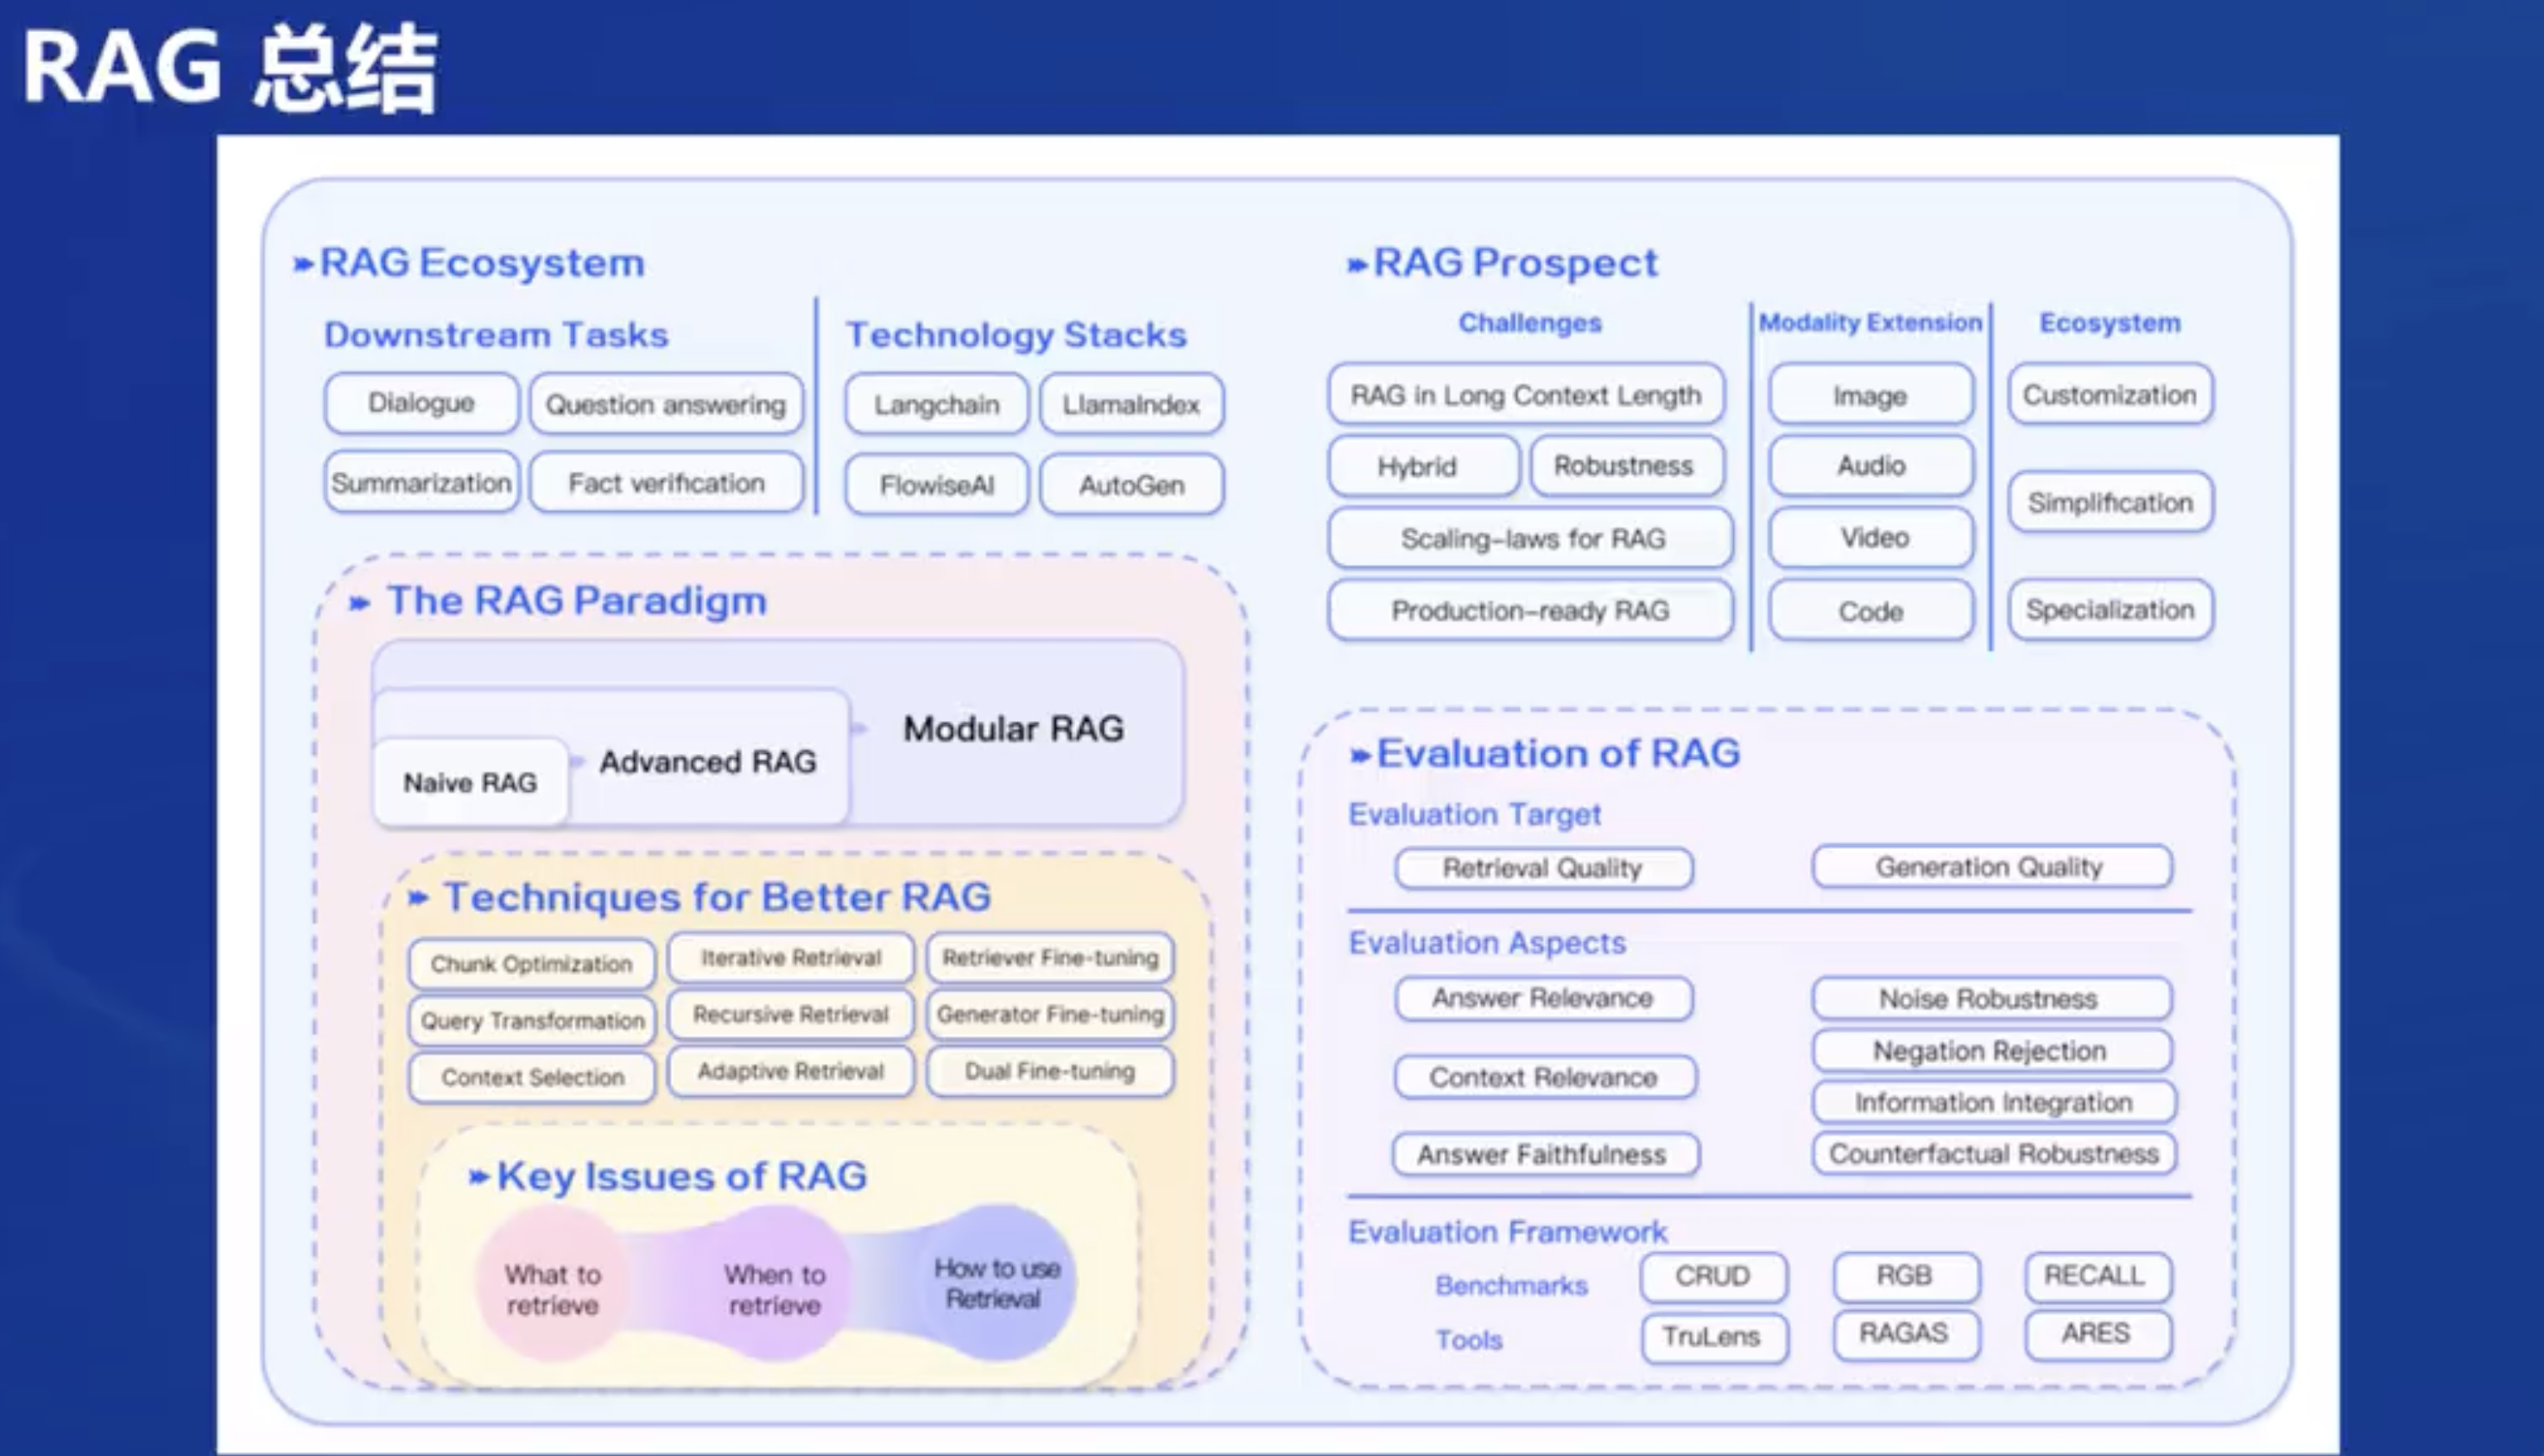 RAG 总结
RAG Ecosystem
Downstream Tasks
Dialogue
Question answering
Summarization
Fact verification
Technology Stacks
Langchain
LlamaIndex
FlowiseAI
AutoGen
The RAG Paradigm
Naive RAG
Advanced RAG
Modular RAG
Techniques for Better RAG
Chunk Optimization
Iterative Retrieval
Retriever Fine-tuning
Query Transformation
Recursive Retrieval
Generator Fine-tuning
Context Selection
Adaptive Retrieval
Dual Fine-tuning
Key Issues of RAG
What to
retrieve
When to
retrieve
How to use
Retrieval
RAG Prospect
Challenges
RAG in Long Context Length
Hybrid
Robustness
Scaling-laws for RAG
Production-ready RAG
Modality Extension
Image
Audio
Video
Code
Ecosystem
Customization
Simplification
Specialization
Evaluation of RAG
Evaluation Target
Retrieval Quality
Generation Quality
Evaluation Aspects
Answer Relevance
Context Relevance
Answer Faithfulness
Noise Robustness
Negation Rejection
Information Integration
Counterfactual Robustness
Evaluation Framework
Benchmarks
CRUD
RGB
RECALL
Tools
TruLens
RAGAS
ARES